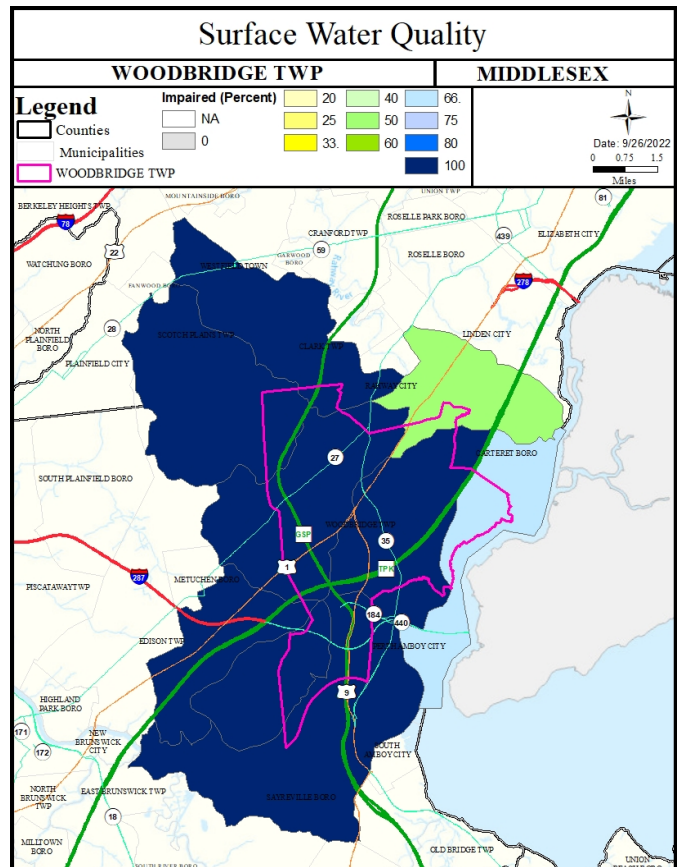 Surface Water Quality
WOODBRIDGE TWP
MIDDLESEX
Legend
Counties
Municipalities
WOODBRIDGE TWP
Impaired (Percent)
NA
0
20
25
33.
40
50
60
66.
75
80
100
N
Date: 9/26/2022
0 0.75 1.5
Miles
MOUNTAINSIDE BORO
UNION TWP
81
BERKELEY HEIGHTS TWP
78
ROSELLE PARK BORO
CRANFORD TWP
439
ELIZABETH CITY
22
59
GARWOOD
BORO
ROSELLE BORO
WATCHUNG BORO
TOWN
278
FANWOOD BORO
28
NORTH
PLAINFIELD
BORO
SCOTCH PLAINS TWP
LINDEN CITY
CLARK TWP
PLAINFIELD CITY
RAHWAY CITY
27
CARTERET BORO
SOUTH PLAINFIELD BORO
WOODBRIDGE TWP
GSP
35
1
TPK
287
METUCHEN BORO
PISCATAWAY TWP
184
440
EDISON TWP
PERTH AMBOY CITY
HIGHLAND
PARK BORO
9
171
172
NEW
BRUNSWICK
CITY
SOUTH
AMBOY CITY
NORTH
BRUNSWICK
TWP
EAST BRUNSWICK TWP
SAYREVILLE BORO
18
MILLTOWN
BORO
OLD BRIDGE TWP
SOUTH RIVER BORO
UNION